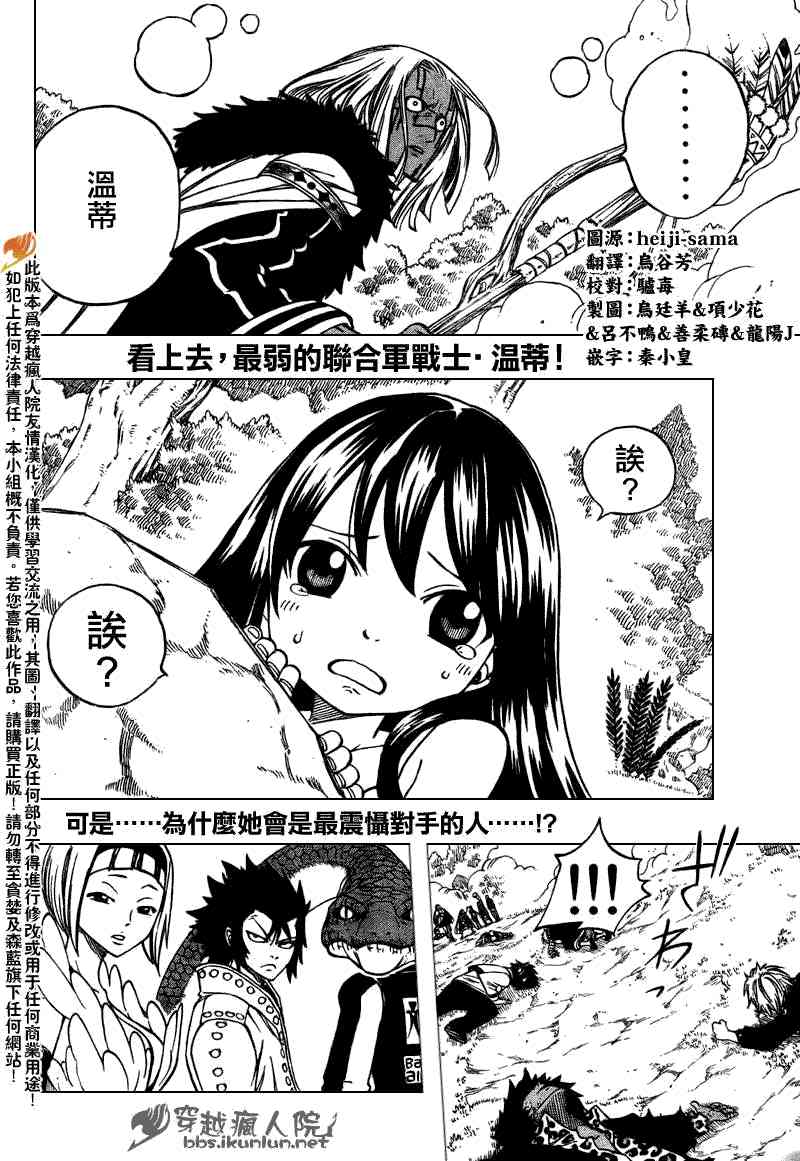 ………
溫蒂
圖源：heiji-sama
翻譯：烏谷芳
校對：驢毒
製圖：烏廷羊&項少花
&呂不鴨&善柔磚&龍陽J
嵌字：秦小皇
看上去，最弱的聯合軍戰士·溫蒂！
誒？
誒？
可是……為什麼她會是最震懾對手的人……!?
!!!
Ba
al
此版本爲穿越瘋人院友情漢化，僅供學習交流之用，其圖、翻譯以及任何部分不得進行修改或用于任何商業用途！
如犯上任何法律責任，本小組概不負責。若您喜歡此作品，請購買正版！請勿轉至貪婪及森藍旗下任何網站！
穿越瘋人院
bbs.ikunlun.net